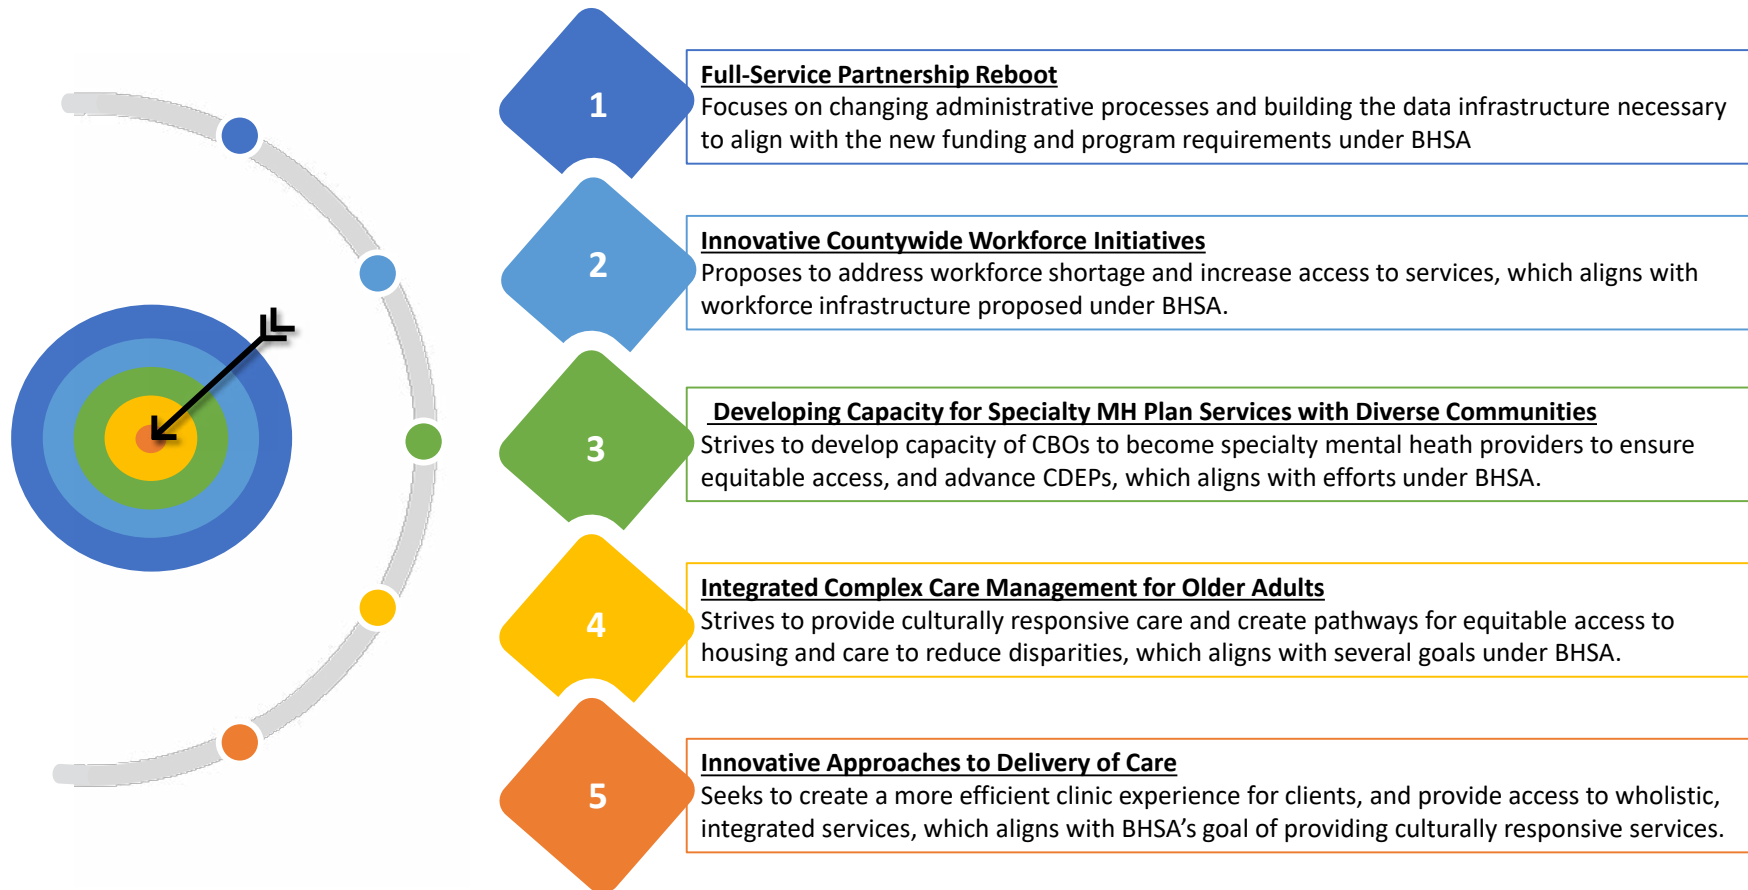 1
Full-Service Partnership Reboot
Focuses on changing administrative processes and building the data infrastructure necessary
to align with the new funding and program requirements under BHSA
2
Innovative Countywide Workforce Initiatives
Proposes to address workforce shortage and increase access to services, which aligns with
workforce infrastructure proposed under BHSA.
3
Developing Capacity for Specialty MH Plan Services with Diverse Communities
Strives to develop capacity of CBOs to become specialty mental heath providers to ensure
equitable access, and advance CDEPs, which aligns with efforts under BHSA.
4
Integrated Complex Care Management for Older Adults
Strives to provide culturally responsive care and create pathways for equitable access to
housing and care to reduce disparities, which aligns with several goals under BHSA.
5
Innovative Approaches to Delivery of Care
Seeks to create a more efficient clinic experience for clients, and provide access to wholistic,
integrated services, which aligns with BHSA’s goal of providing culturally responsive services.